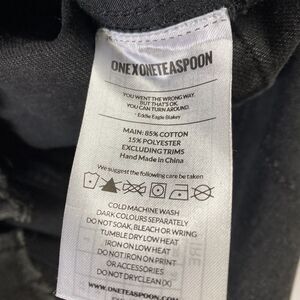 ONEXONETEASPOON
YOU WENT THE WRONG WAY.
BUT THAT'S OK.
YOU CAN TURN AROUND.
- Eddie Eagle Blakey
MAIN: 85% COTTON
15% POLYESTER
EXCLUDING TRIMS
Hand Made in China
We suggest the following care be taken
COLD MACHINE WASH
DARK COLOURS SEPARATELY
DO NOT SOAK, BLEACH OR WRING
TUMBLE DRY LOW HEAT
IRON ON LOW HEAT
DO NOT IRON ON PRINT
OR ACCESSORIES
DO NOT DRYCLEAN (X)